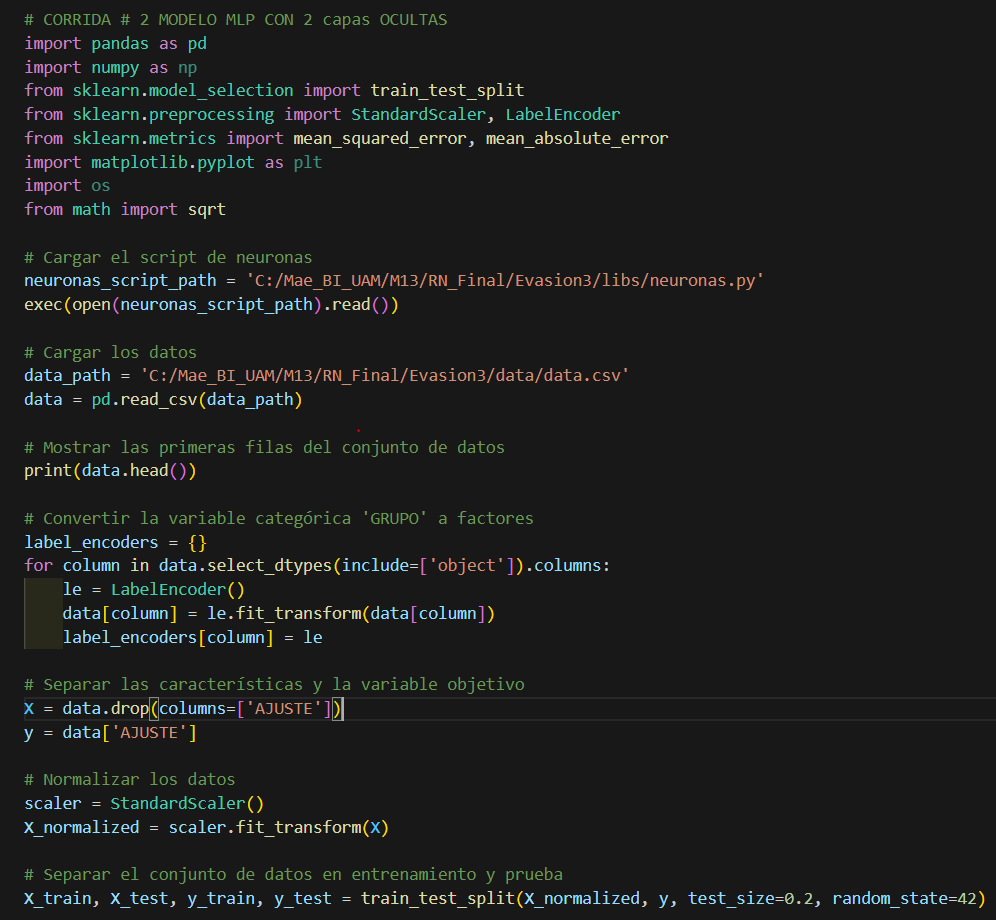 # CORRIDA # 2 MODELO MLP CON 2 capas OCULTAS
import pandas as pd
import numpy as np
from sklearn.model_selection import train_test_split
from sklearn.preprocessing import StandardScaler, LabelEncoder
from sklearn.metrics import mean_squared_error, mean_absolute_error
import matplotlib.pyplot as plt
import os
from math import sqrt

# Cargar el script de neuronas
neuronas_script_path = 'C:/Mae_BI_UAM/M13/RN_Final/Evasion3/libs/neuronas.py'
exec(open(neuronas_script_path).read())

# Cargar los datos
data_path = 'C:/Mae_BI_UAM/M13/RN_Final/Evasion3/data/data.csv'
data = pd.read_csv(data_path)

# Mostrar las primeras filas del conjunto de datos
print(data.head())

# Convertir la variable categórica 'GRUPO' a factores
label_encoders = {}
for column in data.select_dtypes(include=['object']).columns:
    le = LabelEncoder()
    data[column] = le.fit_transform(data[column])
    label_encoders[column] = le

# Separar las características y la variable objetivo
X = data.drop(columns=['AJUSTE'])
y = data['AJUSTE']

# Normalizar los datos
scaler = StandardScaler()
X_normalized = scaler.fit_transform(X)

# Separar el conjunto de datos en entrenamiento y prueba
X_train, X_test, y_train, y_test = train_test_split(X_normalized, y, test_size=0.2, random_state=42)